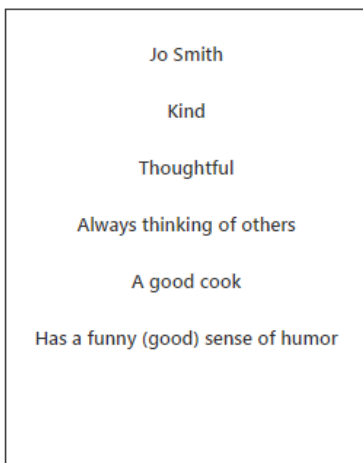 Jo Smith
Kind
Thoughtful
Always thinking of others
A good cook
Has a funny (good) sense of humor